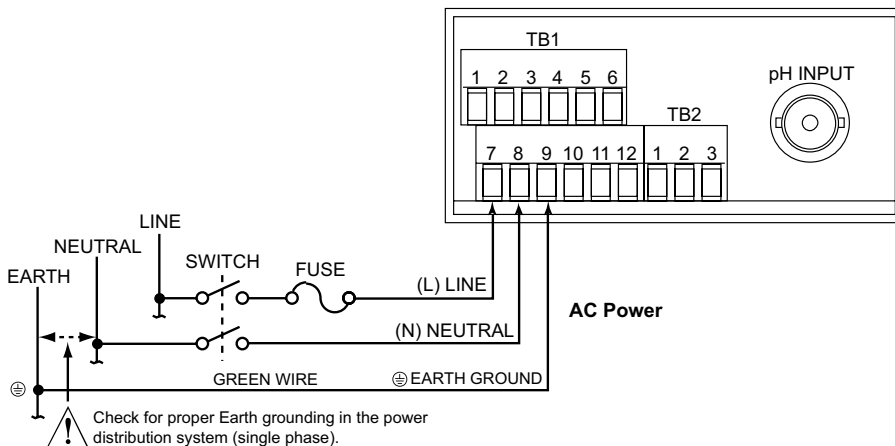 TB1
1 2 3 4 5 6
pH INPUT
TB2
7 8 9 10 11 12 1 2 3
LINE
NEUTRAL
EARTH
SWITCH
FUSE
(L) LINE
AC Power
(N) NEUTRAL
GREEN WIRE
EARTH GROUND
! Check for proper Earth grounding in the power
distribution system (single phase).